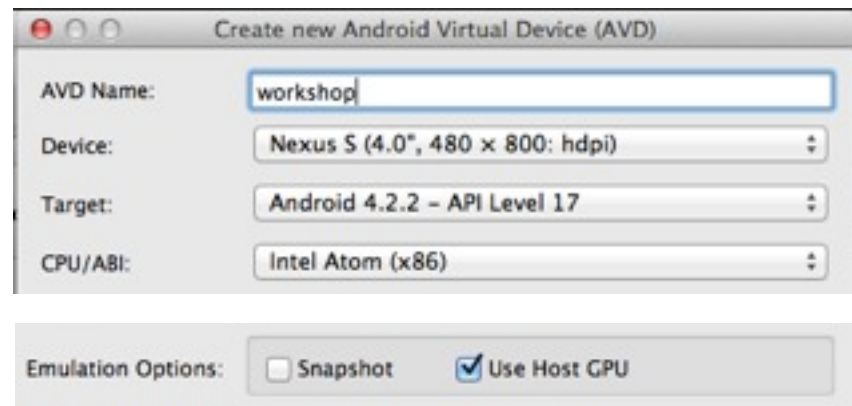 Create new Android Virtual Device (AVD)
AVD Name: workshop
Device: Nexus S (4.0", 480 × 800: hdpi)
Target: Android 4.2.2 – API Level 17
CPU/ABI: Intel Atom (x86)
Emulation Options: Snapshot Use Host GPU